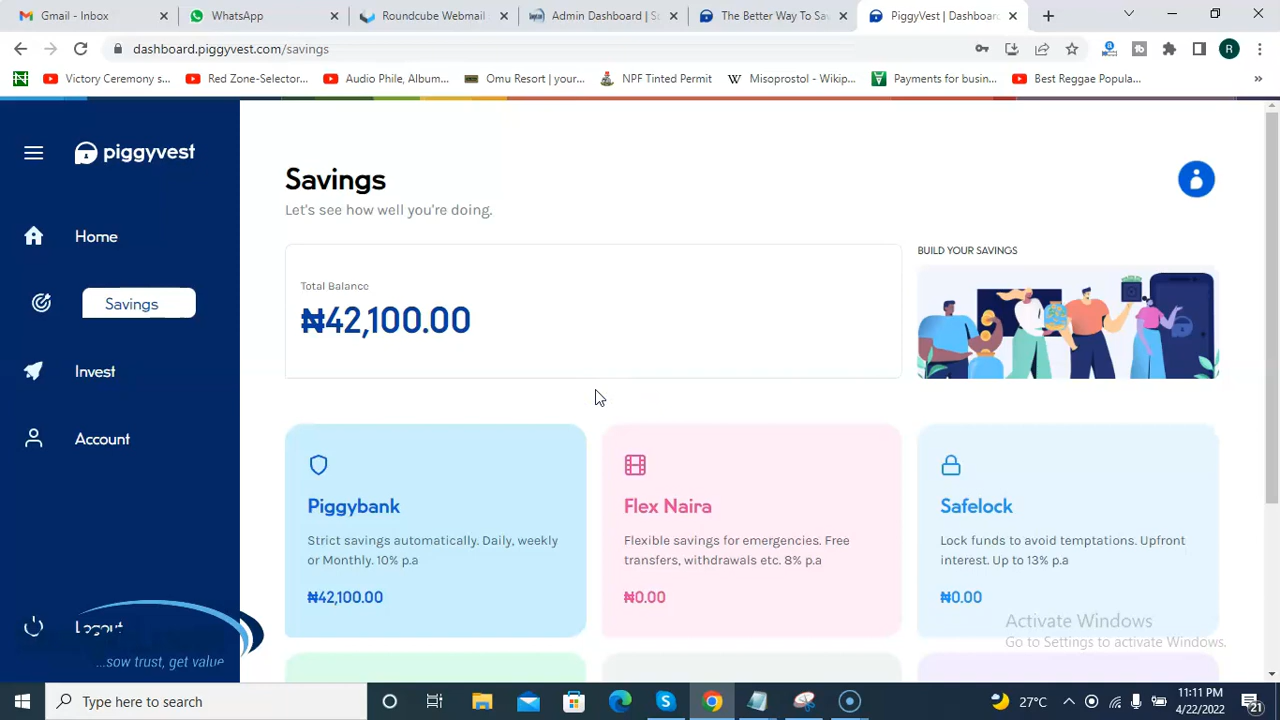 Gmail - Inbox
WhatsApp
Roundcube Webmail
Admin Dashboard | S
The Better Way To Sa
PiggyVest | Dashboar
dashboard.piggyvest.com/savings
R
Victory Ceremony s...
Red Zone-Selector...
Audio Phile, Album...
Omu Resort | your...
NPF Tinted Permit
Misoprostol - Wikip...
Payments for busin...
Best Reggae Popula...
»
piggyvest
Home
Savings
Invest
Account
Logout
...sow trust, get value
Savings
Let's see how well you're doing.
Total Balance
₦42,100.00
BUILD YOUR SAVINGS
Piggybank
Strict savings automatically. Daily, weekly
or Monthly. 10% p.a
₦42,100.00
Flex Naira
Flexible savings for emergencies. Free
transfers, withdrawals etc. 8% p.a
₦0.00
Safelock
Lock funds to avoid temptations. Upfront
interest. Up to 13% p.a
₦0.00
Activate Windows
Go to Settings to activate Windows.
Type here to search
27°C
11:11 PM
4/22/2022
21